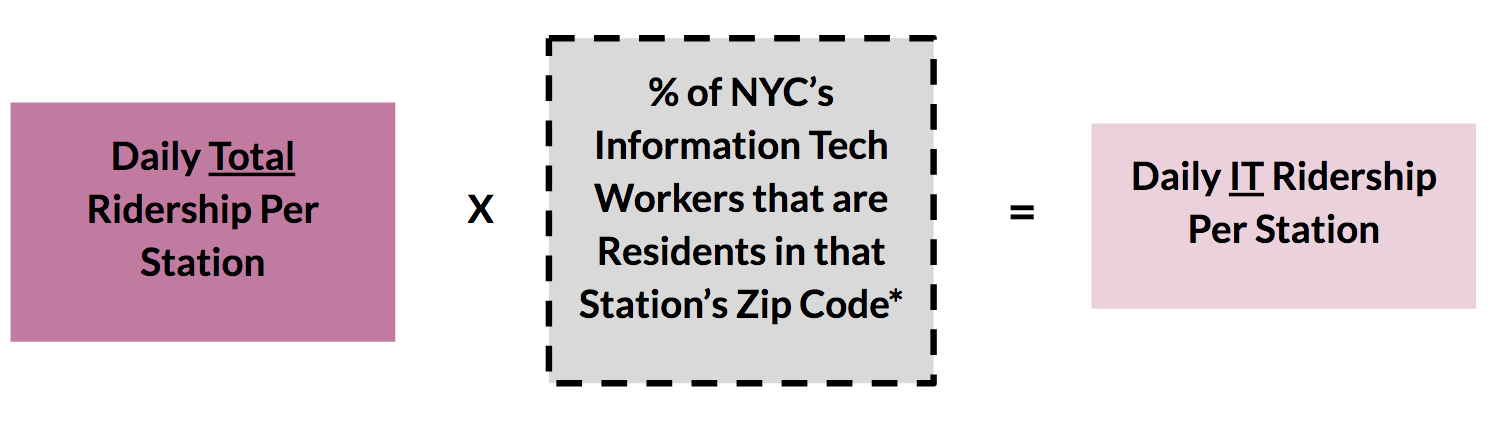 Daily Total
Ridership Per
Station
X
% of NYC’s
Information Tech
Workers that are
Residents in that
Station’s Zip Code*
=
Daily IT Ridership
Per Station